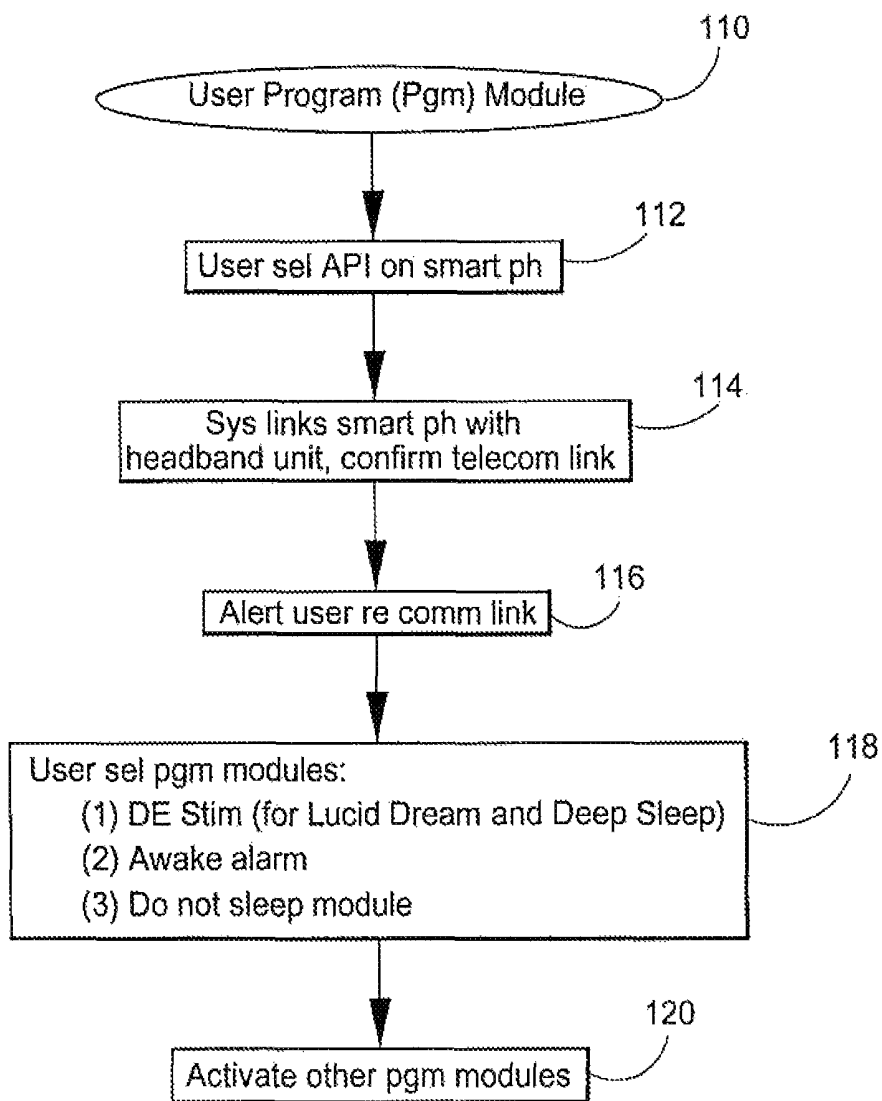 110
User Program (Pgm) Module
112
User sel API on smart ph
114
Sys links smart ph with
headband unit, confirm telecom link
116
Alert user re comm link
118
User sel pgm modules:
(1) DE Stim (for Lucid Dream and Deep Sleep)
(2) Awake alarm
(3) Do not sleep module
120
Activate other pgm modules